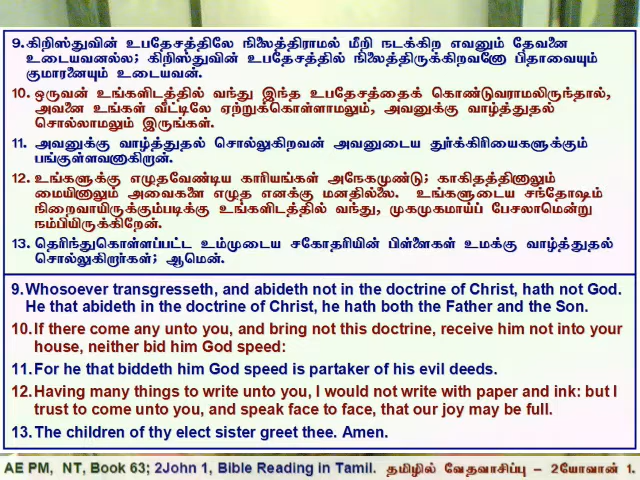 9. கிறிஸ்துவின் உபதேசத்திலே நிலைத்திராமல் மீறி நடக்கிற எவனும் தேவனை
உடையவனல்ல; கிறிஸ்துவின் உபதேசத்தில் நிலைத்திருக்கிறவனோ பிதாவையும்
குமாரனையும் உடையவன்.
10. ஒருவன் உங்களிடத்தில் வந்து இந்த உபதேசத்தைக் கொண்டுவராமலிருந்தால்,
அவனை உங்கள் வீட்டிலே ஏற்றுக்கொள்ளாமலும், அவனுக்கு வாழ்த்துதல்
சொல்லாமலும் இருங்கள்.
11. அவனுக்கு வாழ்த்துதல் சொல்லுகிறவன் அவனுடைய துர்க்கிரியைகளுக்கும்
பங்குள்ளவனாகிறான்.
12. உங்களுக்கு எழுதவேண்டிய காரியங்கள் அநேகமுண்டு; காகிதத்தினாலும்
மையினாலும் அவைகளை எழுத எனக்கு மனதில்லை. உங்களுடைய சந்தோஷம்
நிறைவாயிருக்கும்படிக்கு உங்களிடத்தில் வந்து, முகமுகமாய்ப் பேசலாமென்று
நம்பியிருக்கிறேன்.
13. தெரிந்துகொள்ளப்பட்ட உம்முடைய சகோதரியின் பிள்ளைகள் உமக்கு வாழ்த்துதல்
சொல்லுகிறார்கள்; ஆமென்.
9. Whosoever transgresseth, and abideth not in the doctrine of Christ, hath not God.
He that abideth in the doctrine of Christ, he hath both the Father and the Son.
10. If there come any unto you, and bring not this doctrine, receive him not into your
house, neither bid him God speed:
11. For he that biddeth him God speed is partaker of his evil deeds.
12. Having many things to write unto you, I would not write with paper and ink: but I
trust to come unto you, and speak face to face, that our joy may be full.
13. The children of thy elect sister greet thee. Amen.
AE PM, NT, Book 63; 2John 1, Bible Reading in Tamil. தமிழில் வேதவாசிப்பு – 2யோவான் 1.